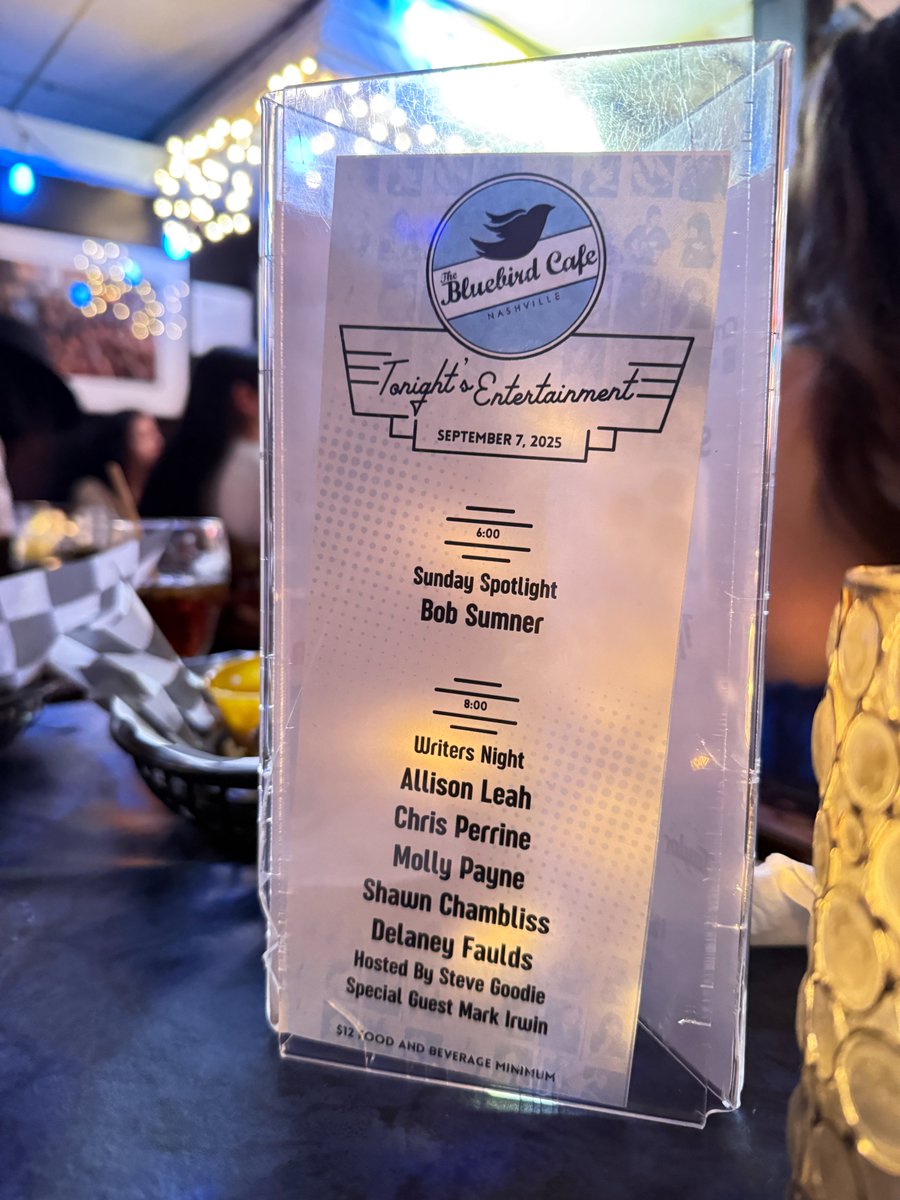 The
Bluebird Cafe
NASHVILLE
Tonight's Entertainment
SEPTEMBER 7, 2025
6:00
Sunday Spotlight
Bob Sumner
8:00
Writers Night
Allison Leah
Chris Perrine
Molly Payne
Shawn Chambliss
Delaney Faulds
Hosted By Steve Goodie
Special Guest Mark Irwin
$12 FOOD AND BEVERAGE MINIMUM